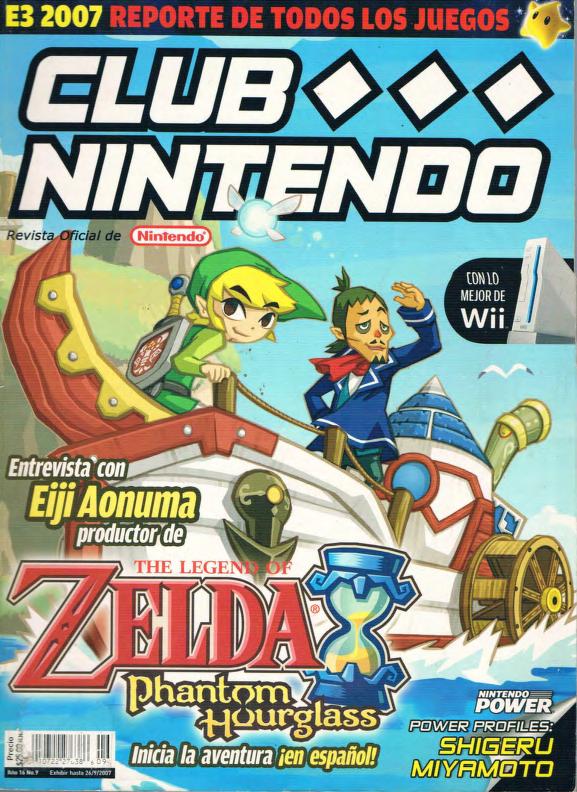 E3 2007 REPORTE DE TODOS LOS JUEGOS
CLUB
NINTENDO
Revista Oficial de Nintendo
CON LO
MEJOR DE
Wii
Entrevista con
Eiji Aonuma
productor de
THE LEGEND OF
ZELDA®
Phantom
Hourglass
Inicia la aventura ¡en español!
NINTENDO
POWER
POWER PROFILES:
SHIGERU
MIYAMOTO
Precio
Año 16 No.9 Exhibir hasta 26/9/2007